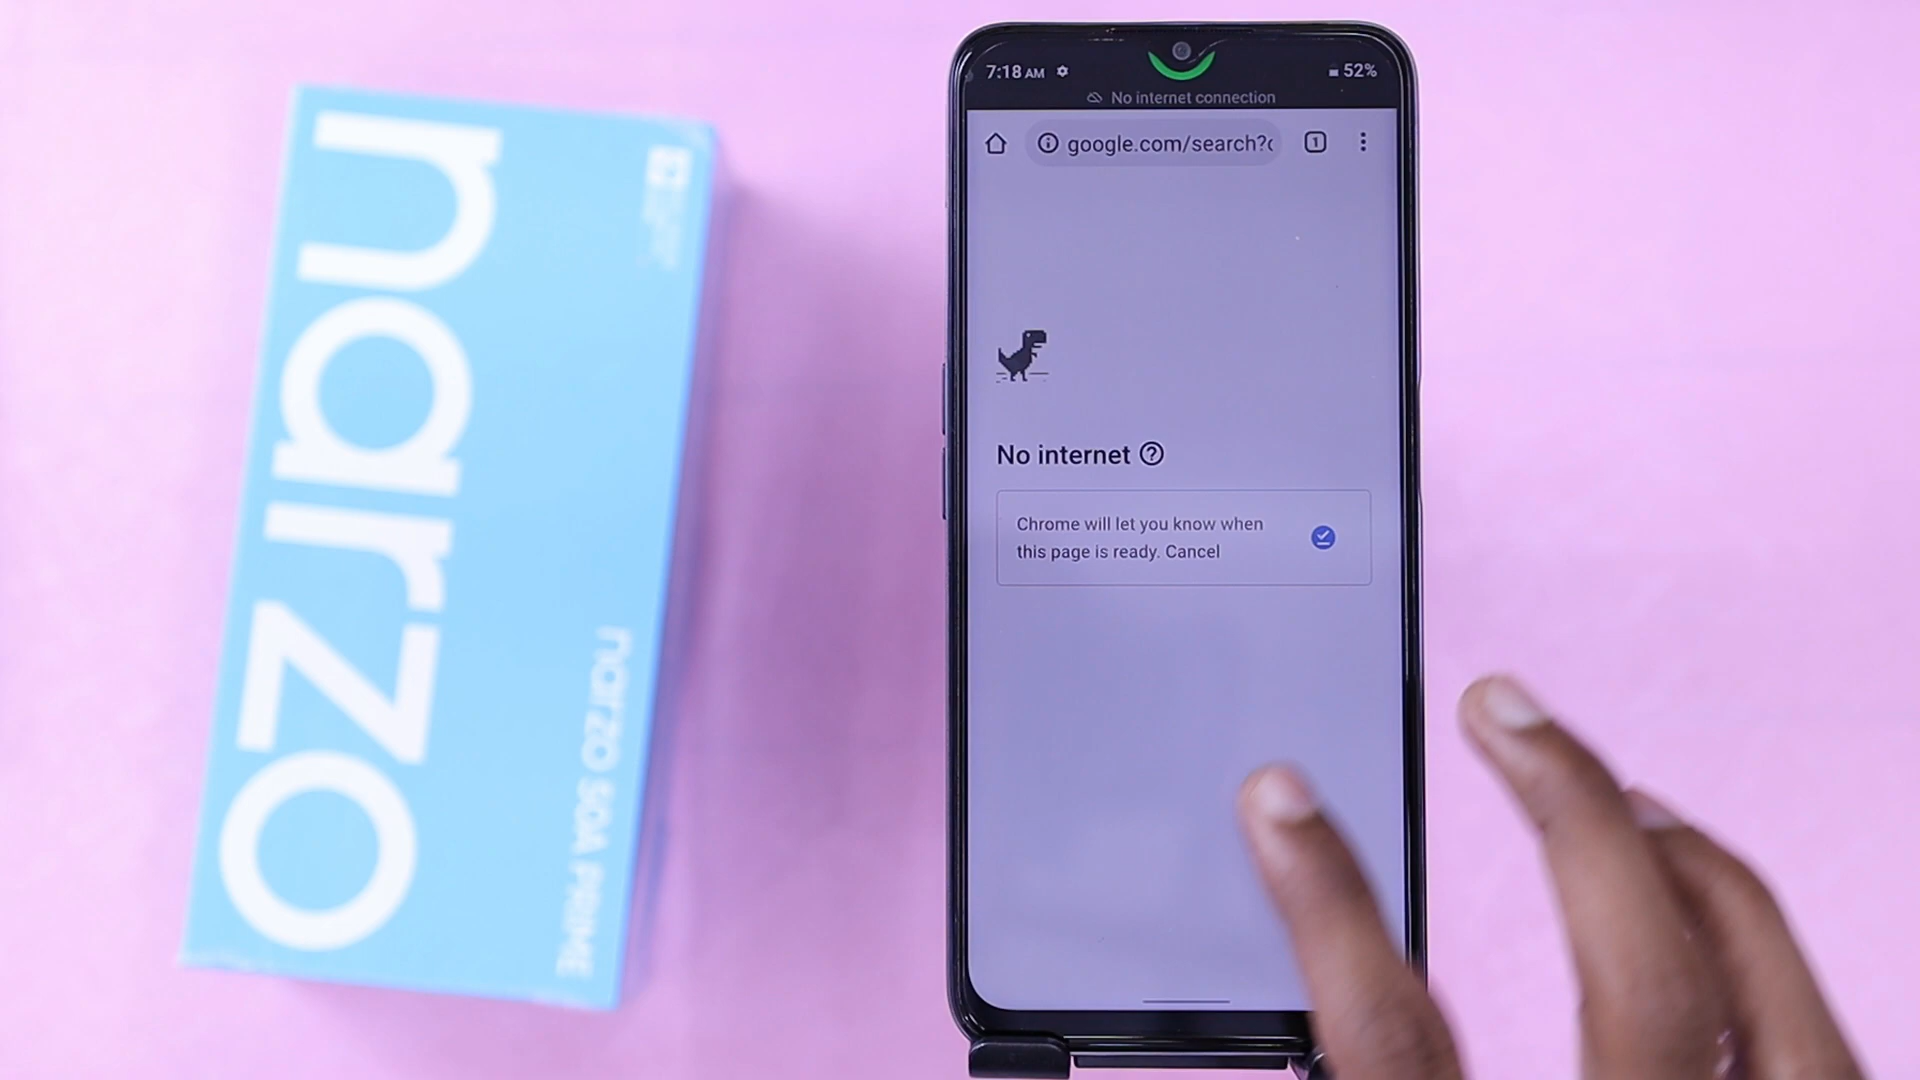 narzo
narzo 50A PRIME
7:18 AM
52%
No internet connection
google.com/search?c
1
No internet
Chrome will let you know when
this page is ready. Cancel